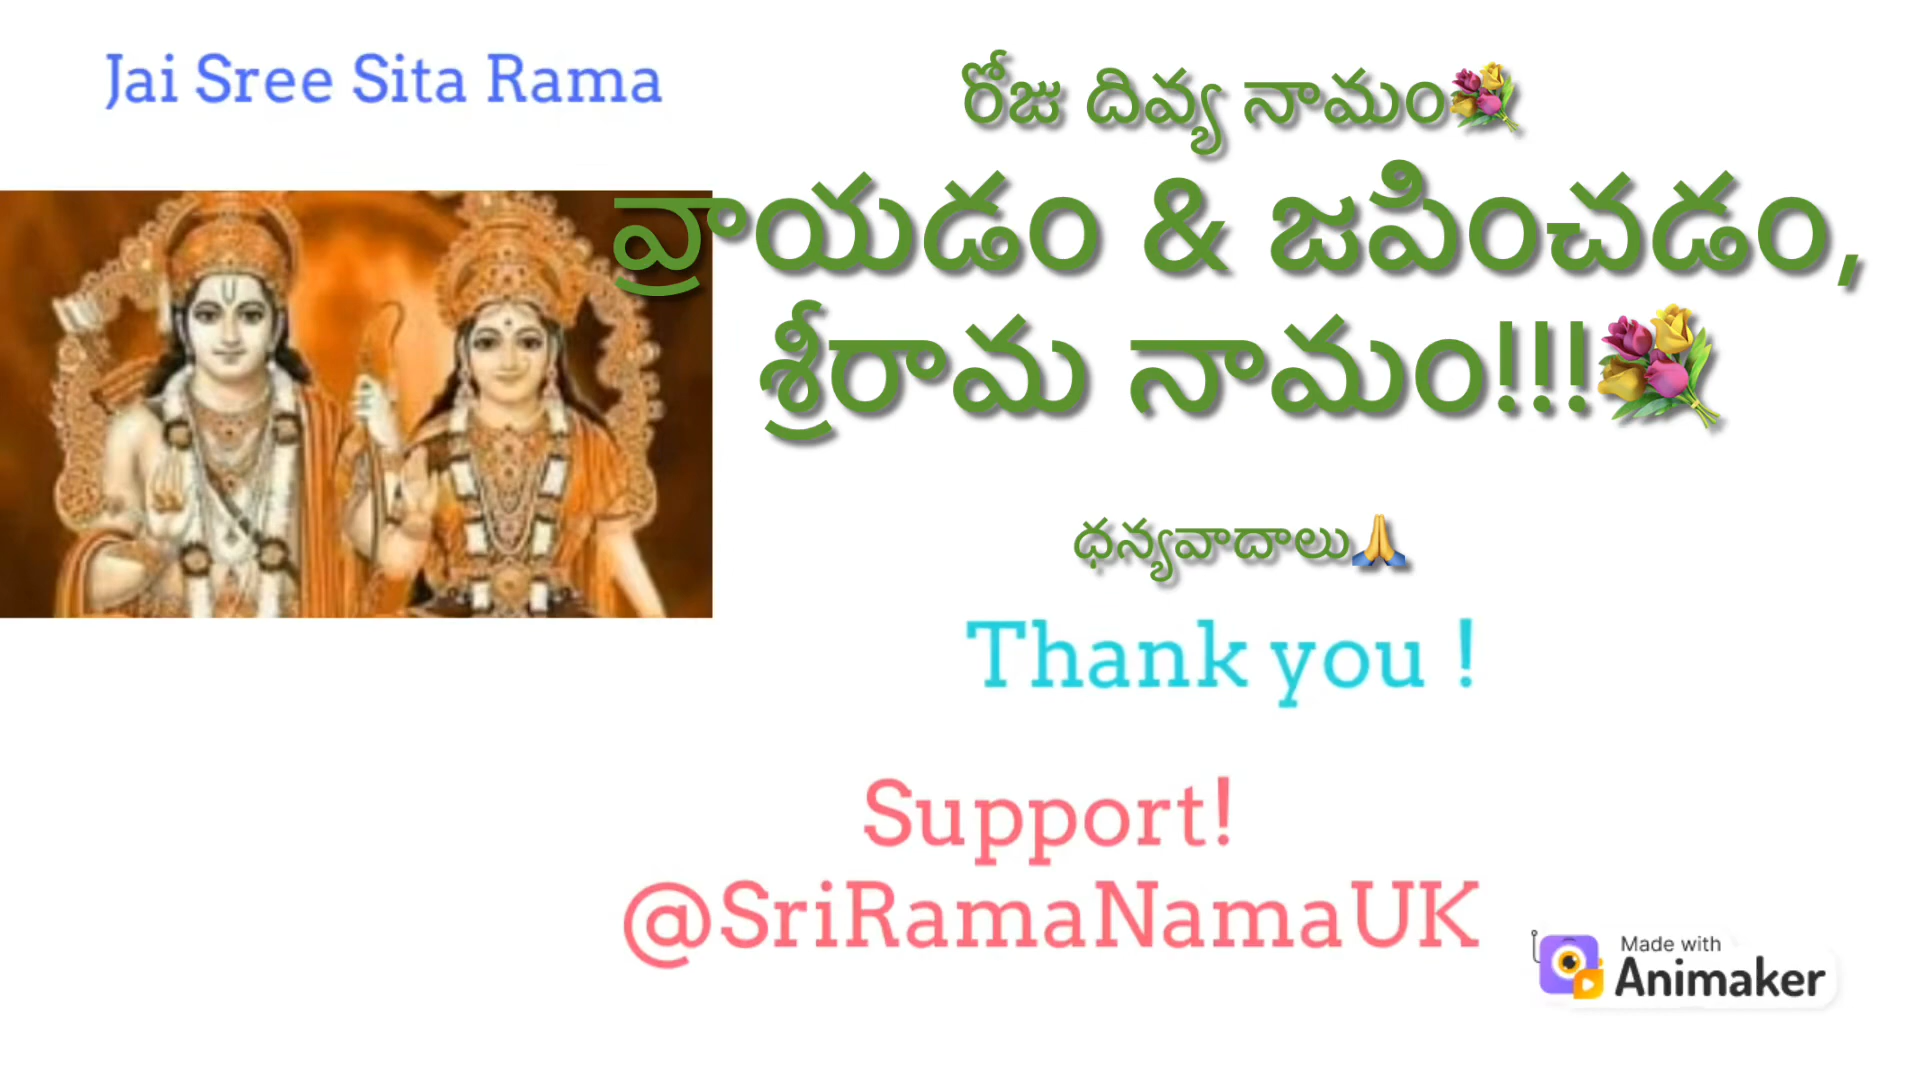 Jai Sree Sita Rama
రోజు దివ్య నామం💐
వ్రాయడం & జపించడం,
శ్రీరామ నామం!!!💐
ధన్యవాదాలు🙏
Thank you !
Support!
@SriRamaNamaUK
Made with
Animaker